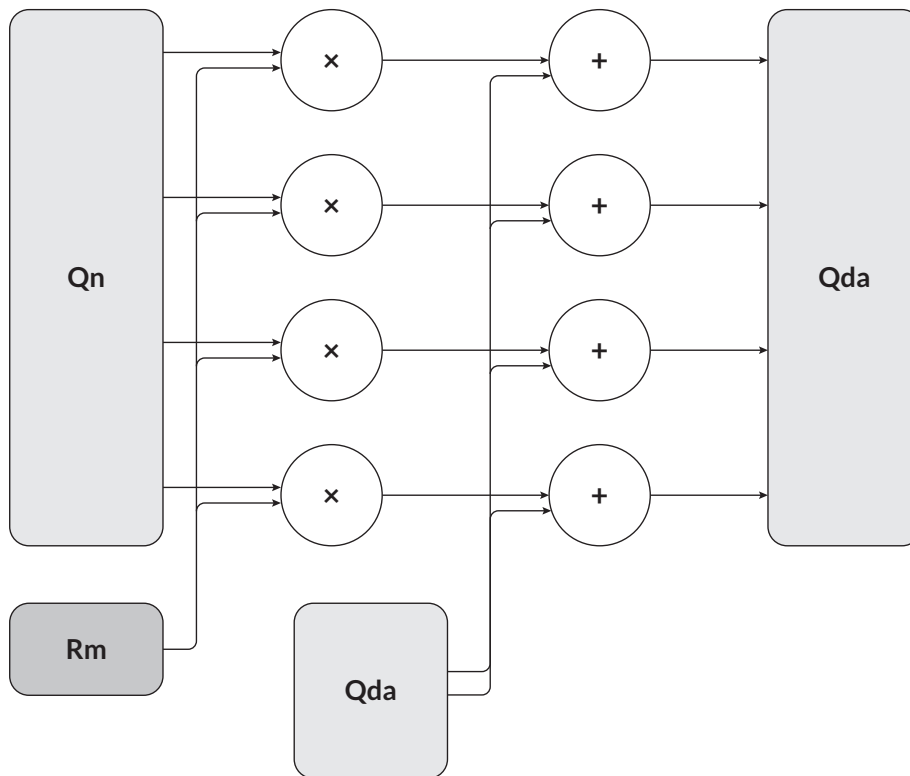 × +
× +
Qn Qda
× +
× +
Rm
Qda